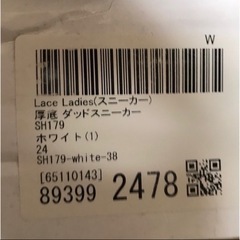 W
Lace Ladies(スニーカー)
厚底 ダッドスニーカー
SH179
ホワイト(1)
24
SH179-white-38
[65110143]
89399 2478